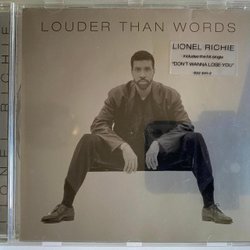 LOUDER THAN WORDS
LIONEL RICHIE
includes the hit single
"DON'T WANNA LOSE YOU"
LIONEL RICHIE